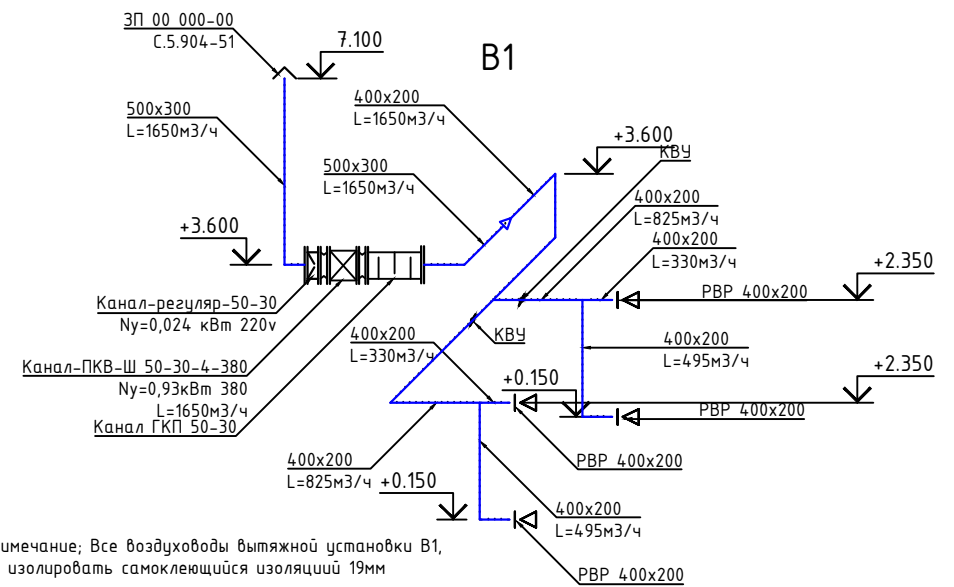 ЗП 00 000-00
С.5.904-51
7.100
В1
500х300
L=1650м3/ч
400х200
L=1650м3/ч
+3.600
КВУ
500х300
L=1650м3/ч
400х200
L=825м3/ч
+3.600
400х200
L=330м3/ч
+2.350
РВР 400х200
Канал-регуляр-50-30
Nу=0,024 кВт 220v
400х200
L=330м3/ч
КВУ
400х200
L=495м3/ч
Канал-ПКВ-Ш 50-30-4-380
Nу=0,93кВт 380
L=1650м3/ч
+0.150
+2.350
Канал ГКП 50-30
РВР 400х200
400х200
L=825м3/ч
+0.150
РВР 400х200
400х200
L=495м3/ч
имечание; Все воздуховоды вытяжной установки В1,
изолировать самоклеющийся изоляциий 19мм
РВР 400х200